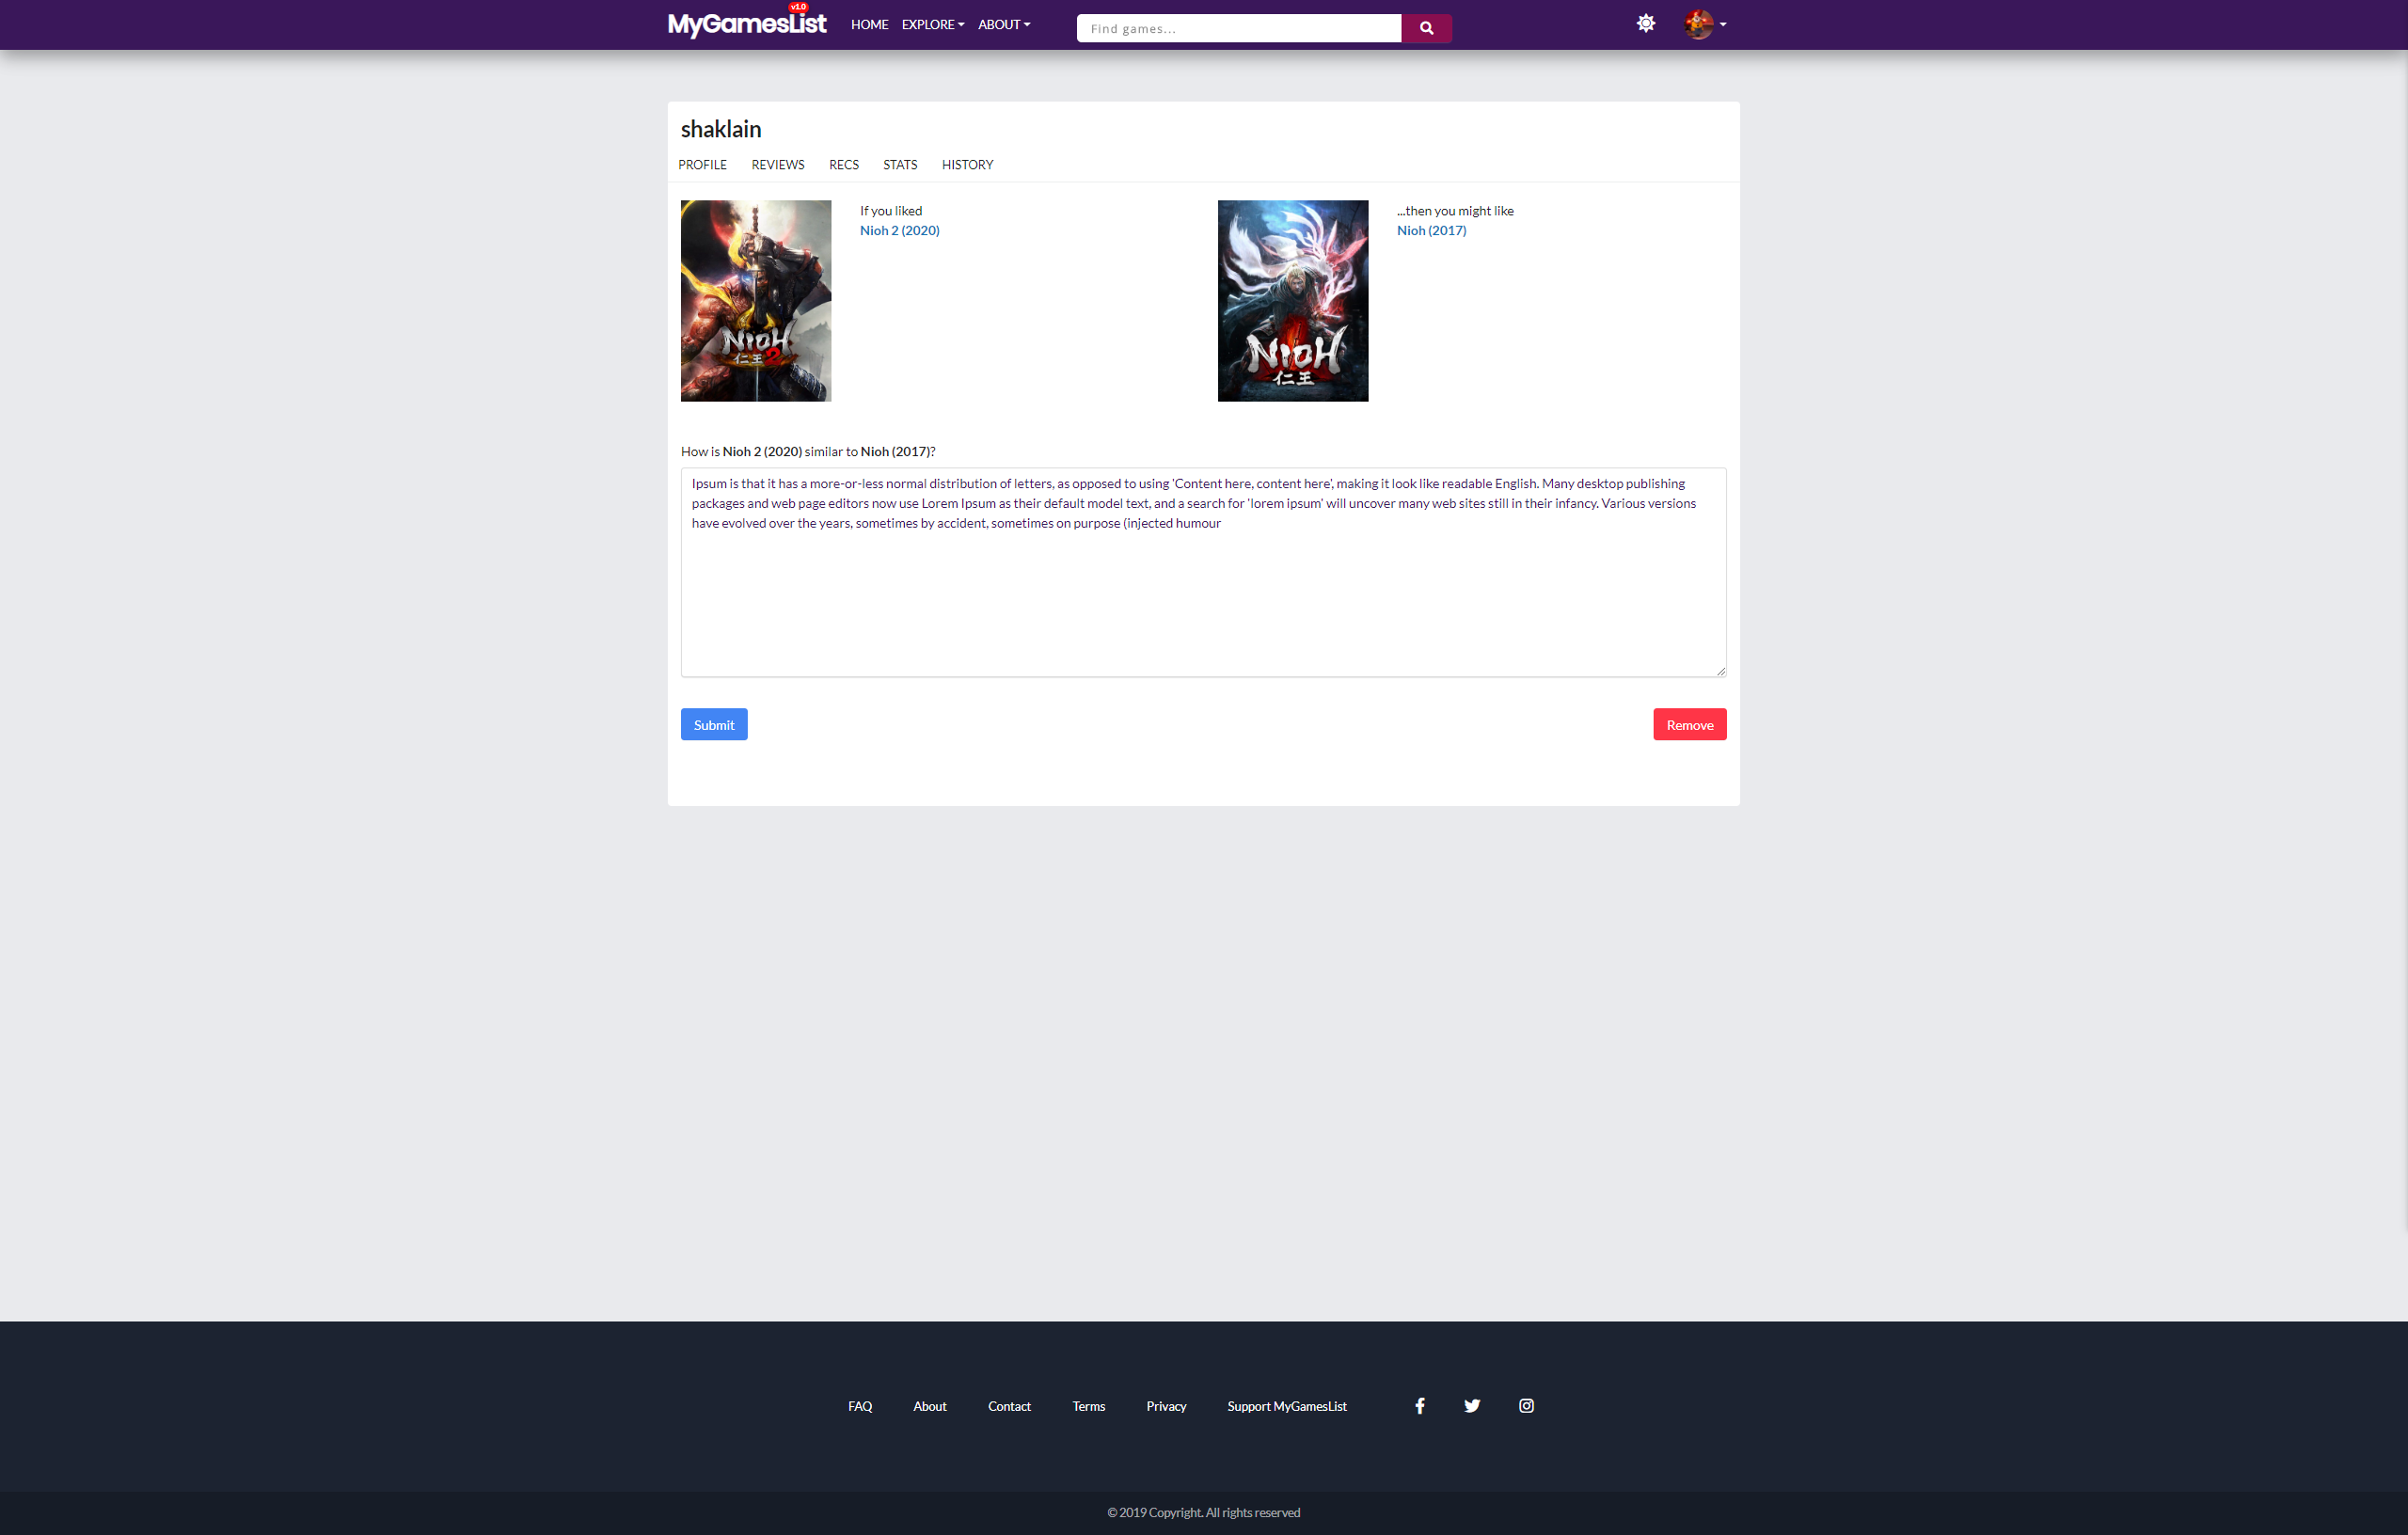 MyGamesList
v1.0
HOME
EXPLORE
ABOUT
Find games...
shaklain
PROFILE
REVIEWS
RECS
STATS
HISTORY
NIOH
仁王2
If you liked
Nioh 2 (2020)
NIOH
仁王
...then you might like
Nioh (2017)
How is Nioh 2 (2020) similar to Nioh (2017)?
Ipsum is that it has a more-or-less normal distribution of letters, as opposed to using 'Content here, content here', making it look like readable English. Many desktop publishing
packages and web page editors now use Lorem Ipsum as their default model text, and a search for 'lorem ipsum' will uncover many web sites still in their infancy. Various versions
have evolved over the years, sometimes by accident, sometimes on purpose (injected humour
Submit
Remove
FAQ
About
Contact
Terms
Privacy
Support MyGamesList
© 2019 Copyright. All rights reserved